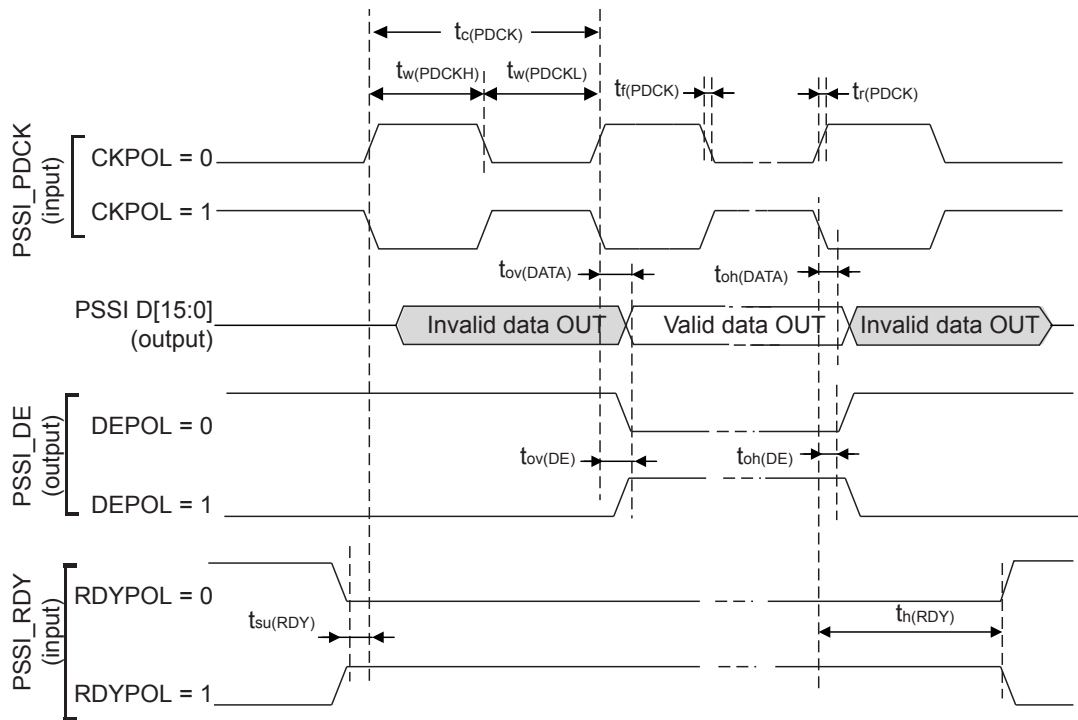 tc(PDCK)
tw(PDCKH)
tw(PDCKL)
tf(PDCK)
tr(PDCK)
PSSI_PDCK
(input)
CKPOL = 0
CKPOL = 1
tov(DATA)
toh(DATA)
PSSI D[15:0]
(output)
Invalid data OUT
Valid data OUT
Invalid data OUT
PSSI_DE
(output)
DEPOL = 0
tov(DE)
toh(DE)
DEPOL = 1
PSSI_RDY
(input)
RDYPOL = 0
tsu(RDY)
th(RDY)
RDYPOL = 1